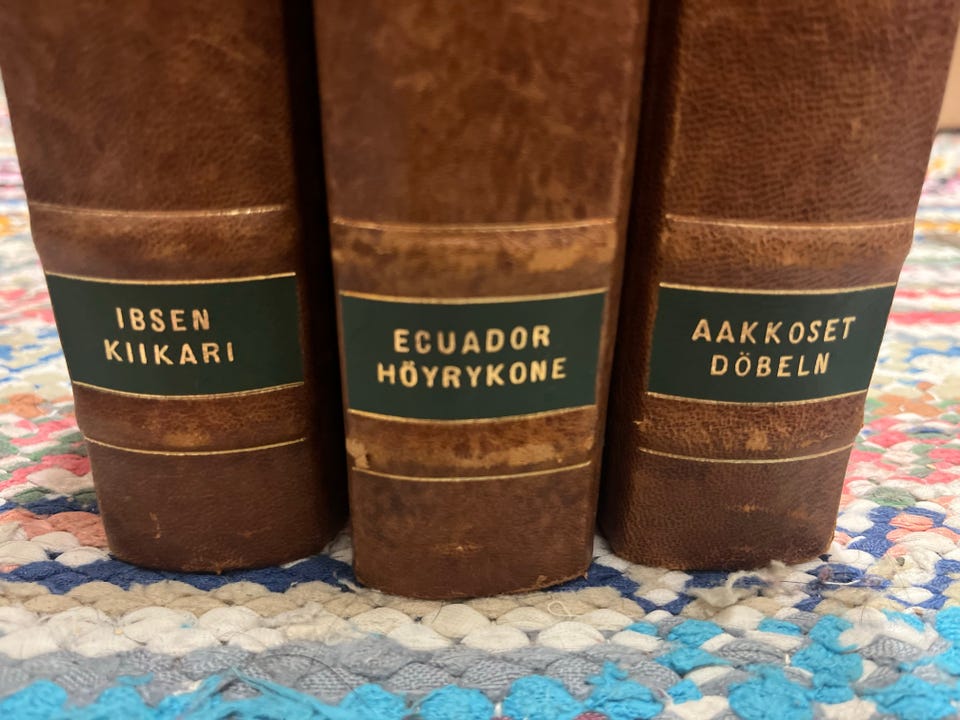 IBSEN
KIIKARI
ECUADOR
HÖYRYKONE
AAKKOSET
DÖBELN